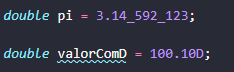 double pi = 3.14_592_123;
double valorComD = 100.10D;